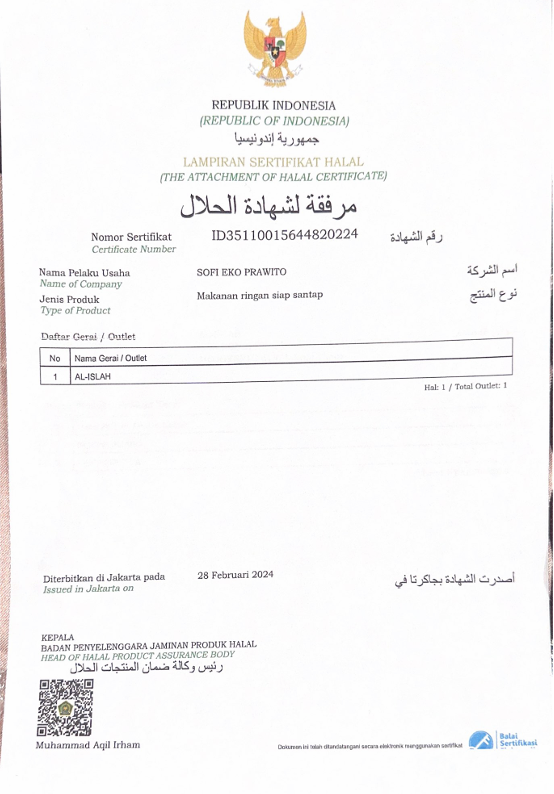 REPUBLIK INDONESIA
(REPUBLIC OF INDONESIA)
جمهورية إندونيسيا
LAMPIRAN SERTIFIKAT HALAL
(THE ATTACHMENT OF HALAL CERTIFICATE)
مرفقة لشهادة الحلال
Nomor Sertifikat ID35110015644820224 رقم الشهادة
Certificate Number
Nama Pelaku Usaha SOFI EKO PRAWITO اسم الشركة
Name of Company
Jenis Produk Makanan ringan siap santap نوع المنتج
Type of Product
Daftar Gerai / Outlet
No Nama Gerai / Outlet
1 AL-ISLAH
Hal: 1 / Total Outlet: 1
Diterbitkan di Jakarta pada 28 Februari 2024 أصدرت الشهادة بجاكرتا في
Issued in Jakarta on
KEPALA
BADAN PENYELENGGARA JAMINAN PRODUK HALAL
HEAD OF HALAL PRODUCT ASSURANCE BODY
رئيس وكالة ضمان المنتجات الحلال
Muhammad Aqil Irham
Dokumen ini telah ditandatangani secara elektronik menggunakan sertifikat
Balai
Sertifikasi